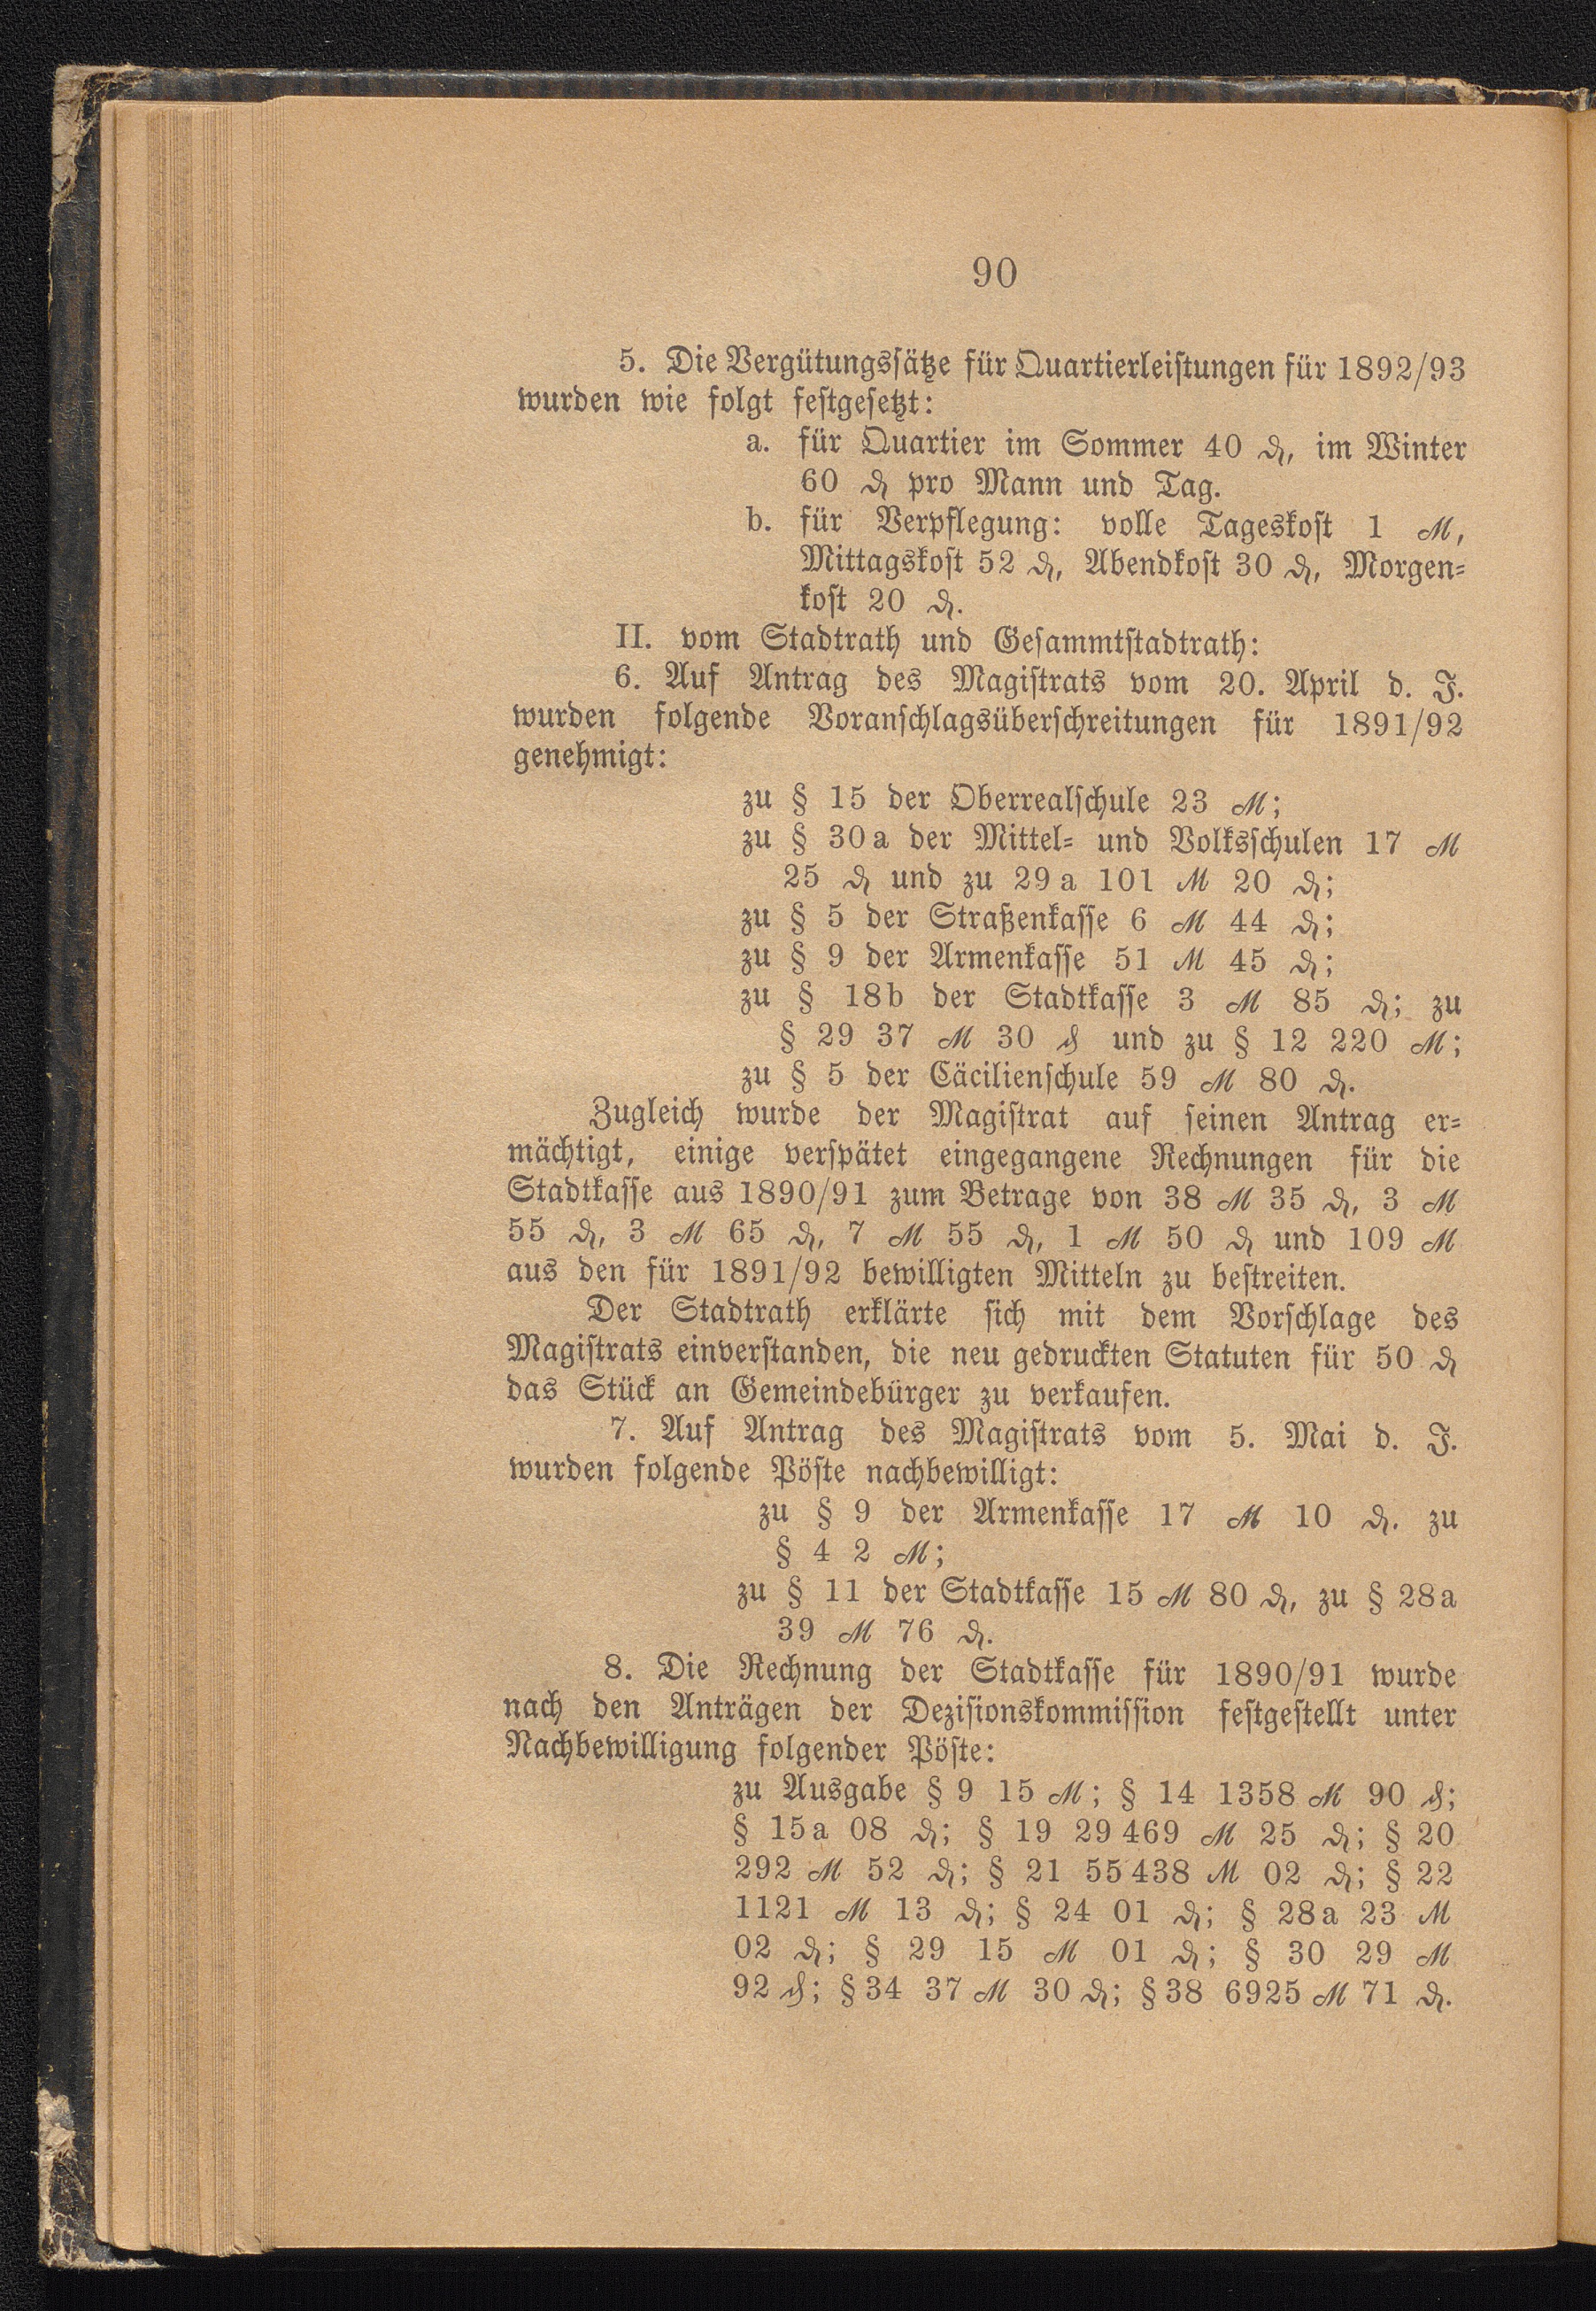 90
5. Die Vergütungssätze für Quartierleistungen für 1892/93
wurden wie folgt festgesetzt:
a. für Quartier im Sommer 40 ₰, im Winter
60 ₰ pro Mann und Tag.
b. für Verpflegung: volle Tageskost 1 ℳ,
Mittagskost 52 ₰, Abendkost 30 ₰, Morgen-
kost 20 ₰.
II. vom Stadtrath und Gesammtstadtrath:
6. Auf Antrag des Magistrats vom 20. April d. J.
wurden folgende Voranschlagsüberschreitungen für 1891/92
genehmigt:
zu § 15 der Oberrealschule 23 ℳ;
zu § 30a der Mittel- und Volksschulen 17 ℳ
25 ₰ und zu 29a 101 ℳ 20 ₰;
zu § 5 der Straßenkasse 6 ℳ 44 ₰;
zu § 9 der Armenkasse 51 ℳ 45 ₰;
zu § 18b der Stadtkasse 3 ℳ 85 ₰; zu
§ 29 37 ℳ 30 ₰ und zu § 12 220 ℳ;
zu § 5 der Cäcilienschule 59 ℳ 80 ₰.
Zugleich wurde der Magistrat auf seinen Antrag er-
mächtigt, einige verspätet eingegangene Rechnungen für die
Stadtkasse aus 1890/91 zum Betrage von 38 ℳ 35 ₰, 3 ℳ
55 ₰, 3 ℳ 65 ₰, 7 ℳ 55 ₰, 1 ℳ 50 ₰ und 109 ℳ
aus den für 1891/92 bewilligten Mitteln zu bestreiten.
Der Stadtrath erklärte sich mit dem Vorschlage des
Magistrats einverstanden, die neu gedruckten Statuten für 50 ₰
das Stück an Gemeindebürger zu verkaufen.
7. Auf Antrag des Magistrats vom 5. Mai d. J.
wurden folgende Pöste nachbewilligt:
zu § 9 der Armenkasse 17 ℳ 10 ₰. zu
§ 4 2 ℳ;
zu § 11 der Stadtkasse 15 ℳ 80 ₰, zu § 28a
39 ℳ 76 ₰.
8. Die Rechnung der Stadtkasse für 1890/91 wurde
nach den Anträgen der Dezisionskommission festgestellt unter
Nachbewilligung folgender Pöste:
zu Ausgabe § 9 15 ℳ; § 14 1358 ℳ 90 ₰;
§ 15a 08 ₰; § 19 29 469 ℳ 25 ₰; § 20
292 ℳ 52 ₰; § 21 55 438 ℳ 02 ₰; § 22
1121 ℳ 13 ₰; § 24 01 ₰; § 28a 23 ℳ
02 ₰; § 29 15 ℳ 01 ₰; § 30 29 ℳ
92 ₰; § 34 37 ℳ 30 ₰; § 38 6925 ℳ 71 ₰.